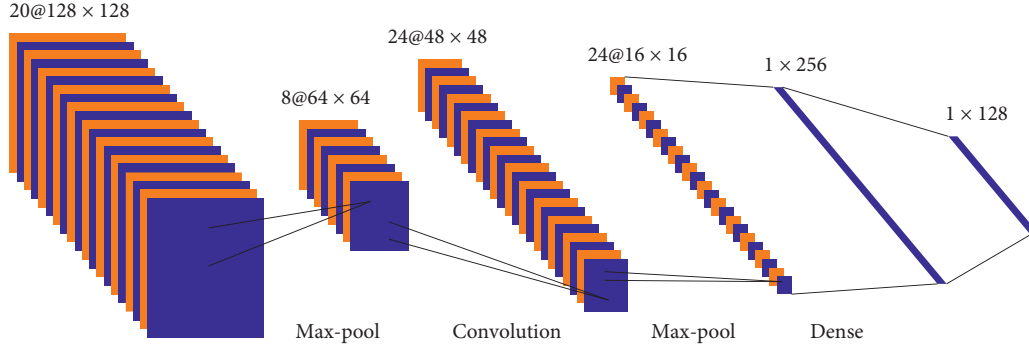 20@128 × 128
8@64 × 64
24@48 × 48
24@16 × 16
1 × 256
1 × 128
Max-pool
Convolution
Max-pool
Dense